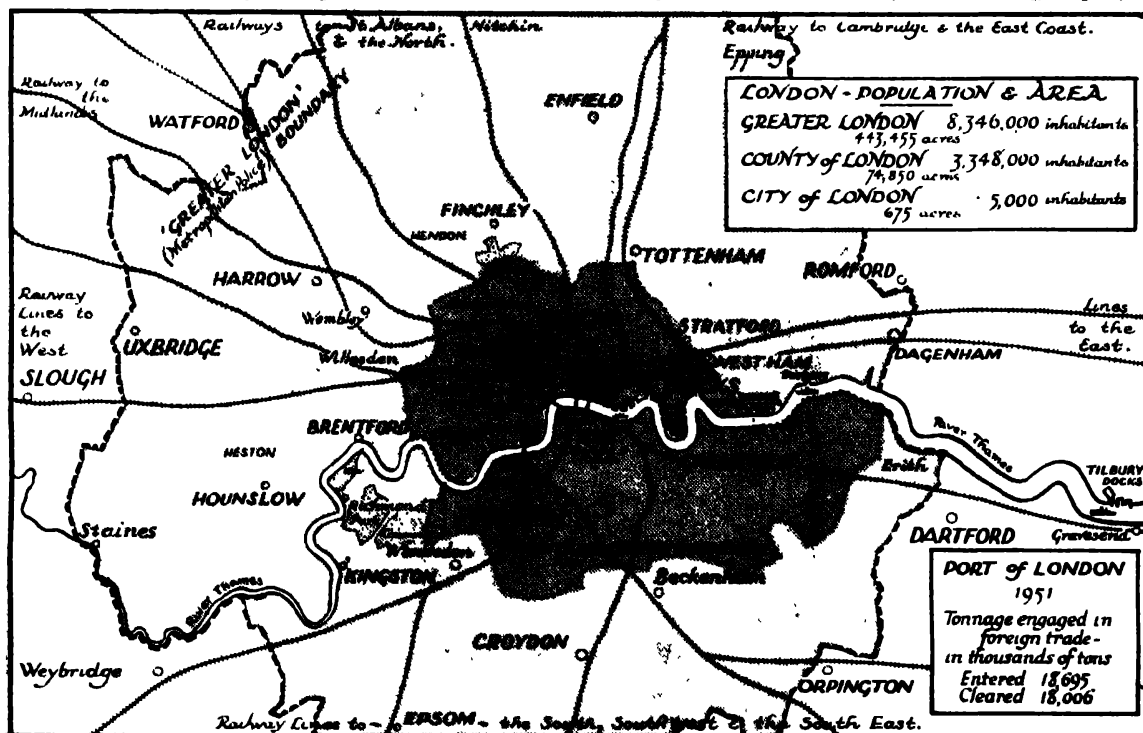 Railways to St. Albans, & the North.
Hitchin
Railway to Cambridge & the East Coast.
Epping
Railway to
the
Midlands
WATFORD
'GREATER LONDON'
BOUNDARY
(Metropolitan Police)
ENFIELD
LONDON - POPULATION & AREA
GREATER LONDON 8,346,000 inhabitants
443,455 acres
COUNTY of LONDON 3,348,000 inhabitants
74,850 acres
CITY of LONDON 5,000 inhabitants
675 acres
FINCHLEY
HENDON
TOTTENHAM
HARROW
ROMFORD
Railway
Lines to
the
West
Wembley
STRATFORD
Lines
to the
East.
UXBRIDGE
Willesden
WEST HAM
DAGENHAM
SLOUGH
BRENTFORD
HESTON
River Thames
Erith
TILBURY
DOCKS
HOUNSLOW
Richmond
Park
Staines
Wimbledon
DARTFORD
Gravesend
KINGSTON
Beckenham
River Thames
CROYDON
PORT of LONDON
1951
Tonnage engaged in
foreign trade -
in thousands of tons
Entered 18,695
Cleared 18,006
Weybridge
ORPINGTON
Railway Lines to - EPSOM - the South, South West & the South East.